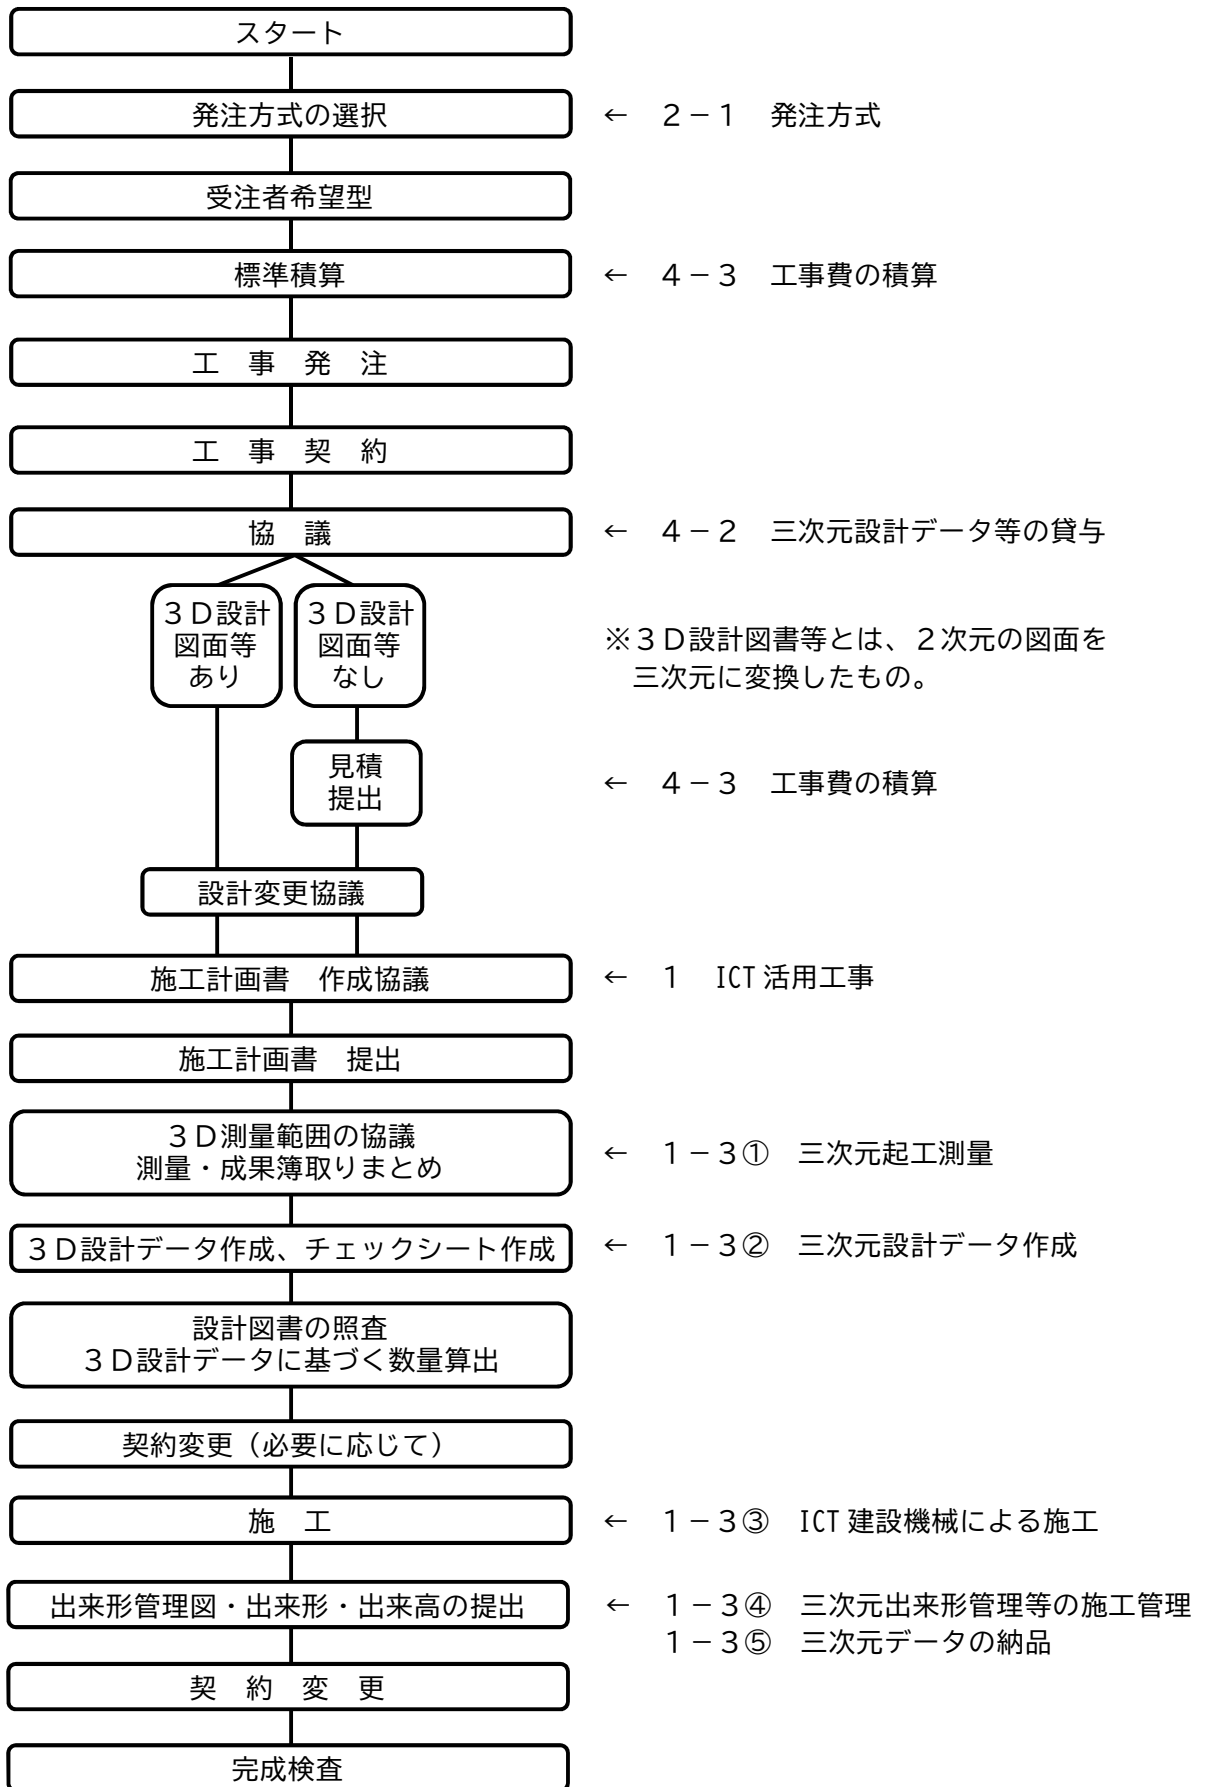 スタート
発注方式の選択
← 2－1 発注方式
受注者希望型
標準積算
← 4－3 工事費の積算
工 事 発 注
工 事 契 約
協 議
← 4－2 三次元設計データ等の貸与
3D設計
図面等
あり
3D設計
図面等
なし
※3D設計図書等とは、2次元の図面を
三次元に変換したもの。
見積
提出
← 4－3 工事費の積算
設計変更協議
施工計画書 作成協議
← 1 ICT活用工事
施工計画書 提出
3D測量範囲の協議
測量・成果簿取りまとめ
← 1－3① 三次元起工測量
3D設計データ作成、チェックシート作成
← 1－3② 三次元設計データ作成
設計図書の照査
3D設計データに基づく数量算出
契約変更（必要に応じて）
施 工
← 1－3③ ICT建設機械による施工
出来形管理図・出来形・出来高の提出
← 1－3④ 三次元出来形管理等の施工管理
1－3⑤ 三次元データの納品
契 約 変 更
完成検査